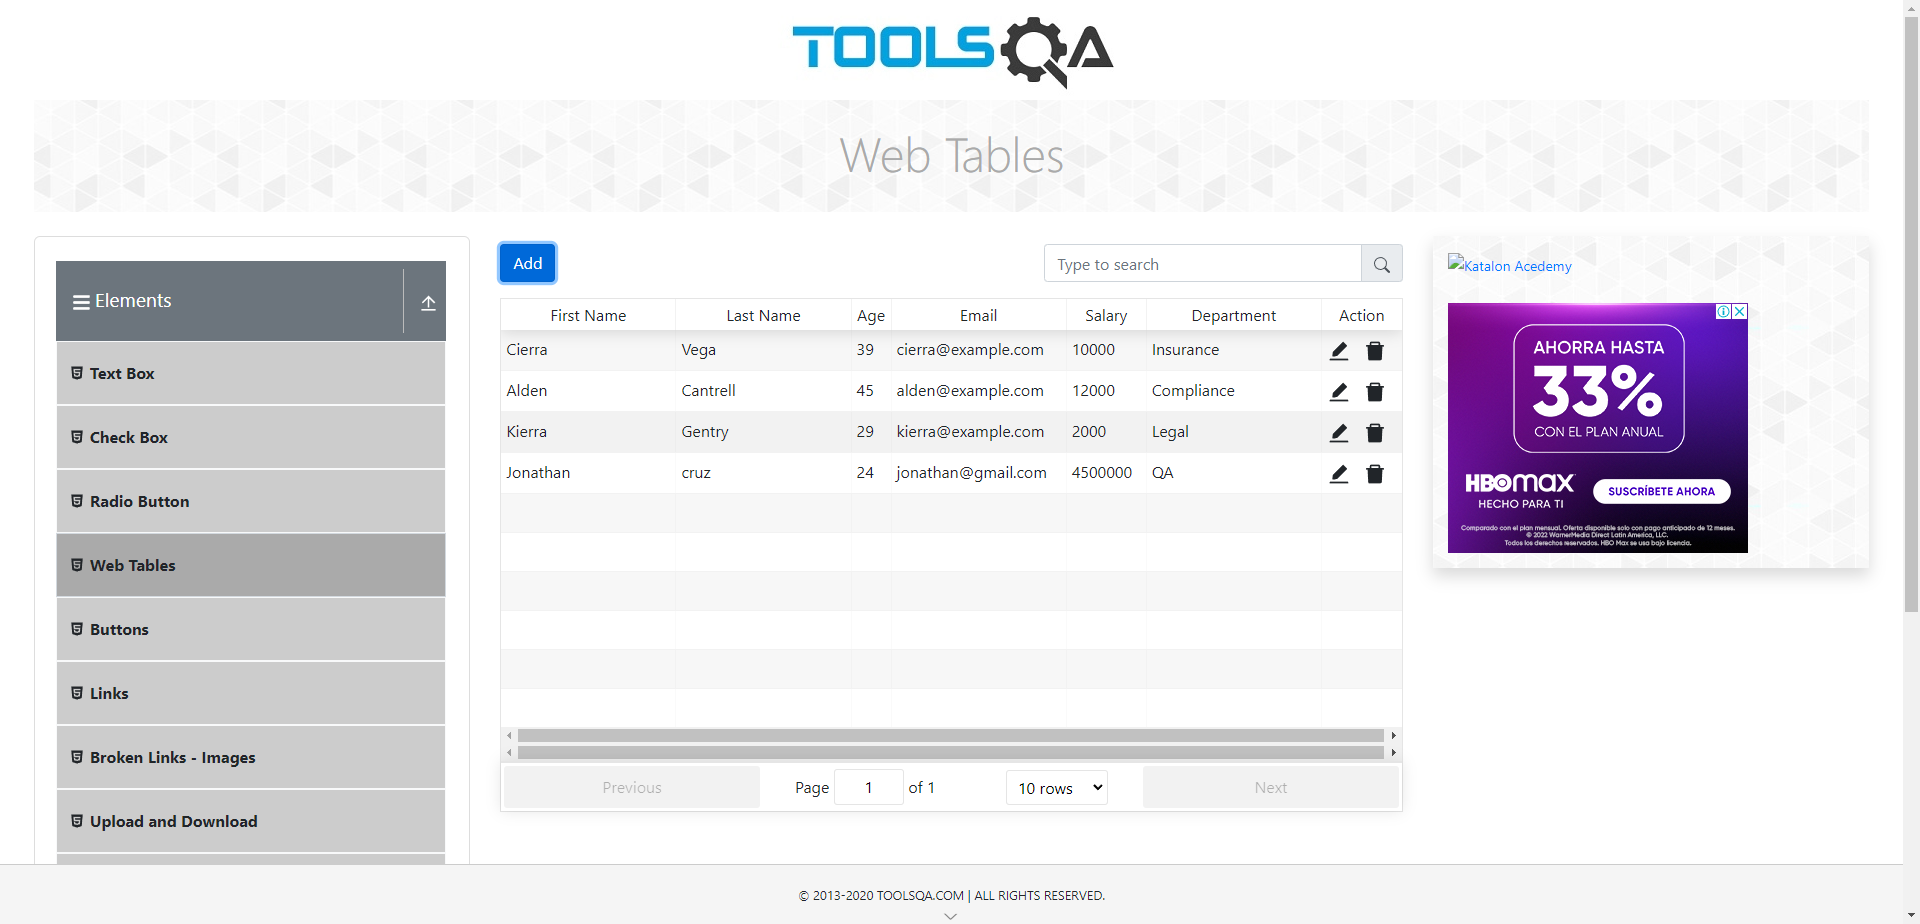 TOOLSQA
Web Tables
Elements
Text Box
Check Box
Radio Button
Web Tables
Buttons
Links
Broken Links - Images
Upload and Download
Add
Type to search
First Name Last Name Age Email Salary Department Action
Cierra Vega 39 cierra@example.com 10000 Insurance
Alden Cantrell 45 alden@example.com 12000 Compliance
Kierra Gentry 29 kierra@example.com 2000 Legal
Jonathan cruz 24 jonathan@gmail.com 4500000 QA
Previous Page 1 of 1 10 rows Next
Katalon Acedemy
AHORRA HASTA
33%
CON EL PLAN ANUAL
HBOMAX
HECHO PARA TI
SUSCRÍBETE AHORA
Comparado con el plan mensual. Oferta disponible solo con pago anticipado de 12 meses.
© 2022 WarnerMedia Direct Latin America, LLC.
Todos los derechos reservados. HBO Max se usa bajo licencia.
© 2013-2020 TOOLSQA.COM | ALL RIGHTS RESERVED.